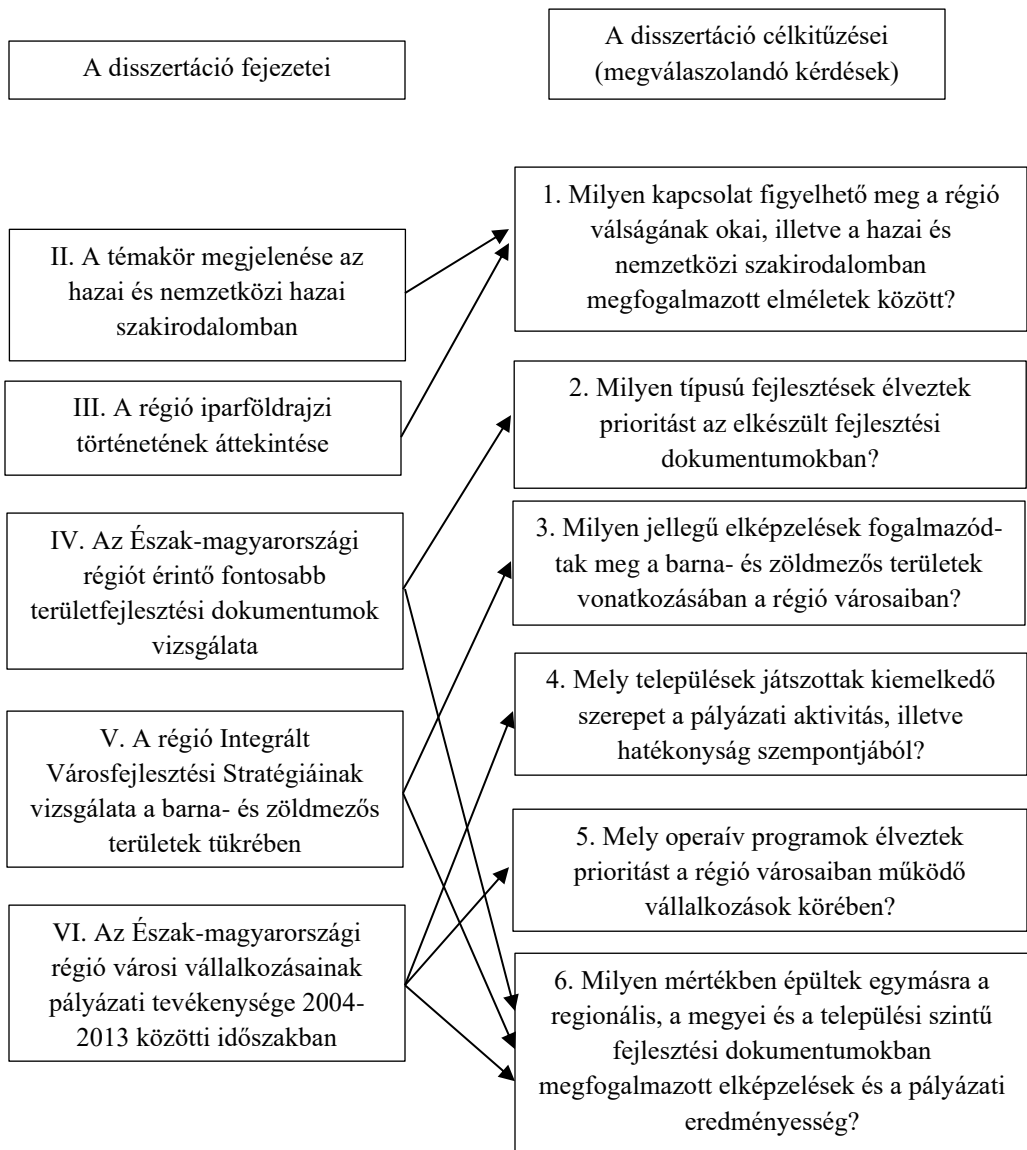 A disszertáció fejezetei
A disszertáció célkitűzései
(megválaszolandó kérdések)
II. A témakör megjelenése az
hazai és nemzetközi hazai
szakirodalomban
III. A régió iparföldrajzi
történetének áttekintése
IV. Az Észak-magyarországi
régiót érintő fontosabb
területfejlesztési dokumentumok
vizsgálata
V. A régió Integrált
Városfejlesztési Stratégiáinak
vizsgálata a barna- és zöldmezős
területek tükrében
VI. Az Észak-magyarországi
régió városi vállalkozásainak
pályázati tevékenysége 2004-
2013 közötti időszakban
1. Milyen kapcsolat figyelhető meg a régió
válságának okai, illetve a hazai és
nemzetközi szakirodalomban
megfogalmazott elméletek között?
2. Milyen típusú fejlesztések élveztek
prioritást az elkészült fejlesztési
dokumentumokban?
3. Milyen jellegű elképzelések fogalmazód-
tak meg a barna- és zöldmezős területek
vonatkozásában a régió városaiban?
4. Mely települések játszottak kiemelkedő
szerepet a pályázati aktivitás, illetve
hatékonyság szempontjából?
5. Mely operaív programok élveztek
prioritást a régió városaiban működő
vállalkozások körében?
6. Milyen mértékben épültek egymásra a
regionális, a megyei és a települési szintű
fejlesztési dokumentumokban
megfogalmazott elképzelések és a pályázati
eredményesség?